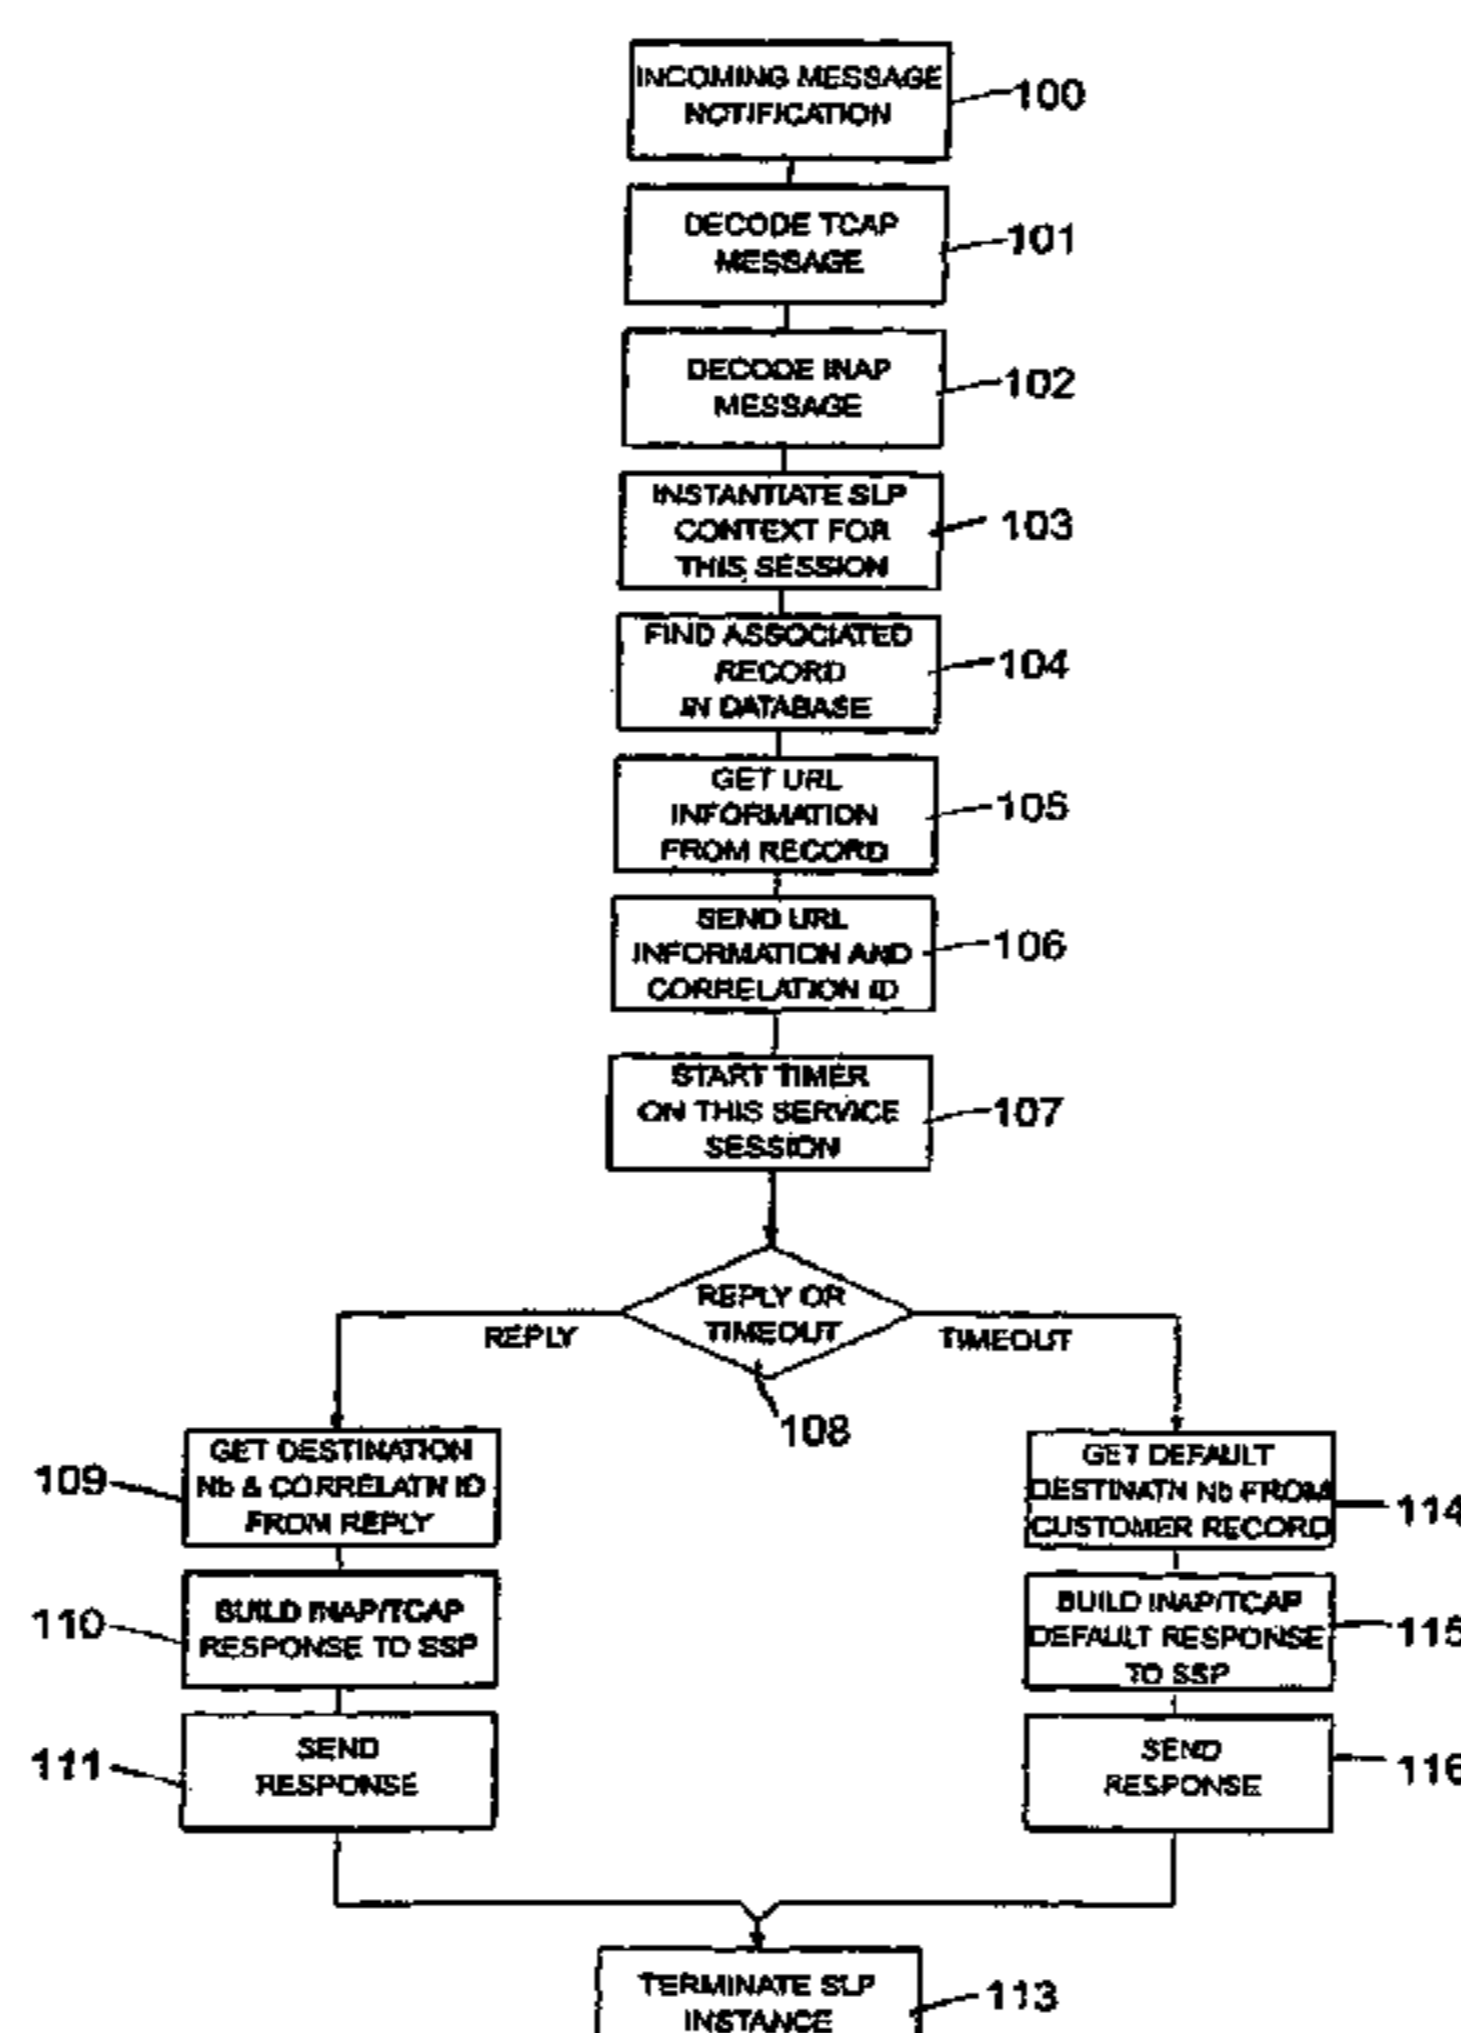 INCOMING MESSAGE
NOTIFICATION
100
DECODE TCAP
MESSAGE
101
DECODE INAP
MESSAGE
102
INSTANTIATE SLP
CONTEXT FOR
THIS SESSION
103
FIND ASSOCIATED
RECORD
IN DATABASE
104
GET URL
INFORMATION
FROM RECORD
105
SEND URL
INFORMATION AND
CORRELATION ID
106
START TIMER
ON THIS SERVICE
SESSION
107
REPLY OR
TIMEOUT
REPLY
TIMEOUT
108
GET DESTINATION
Nb & CORRELATN ID
FROM REPLY
109
GET DEFAULT
DESTINATN Nb FROM
CUSTOMER RECORD
114
BUILD INAP/TCAP
RESPONSE TO SSP
110
BUILD INAP/TCAP
DEFAULT RESPONSE
TO SSP
115
SEND
RESPONSE
111
SEND
RESPONSE
116
TERMINATE SLP
INSTANCE
113